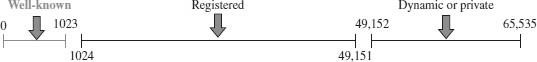 Well-known Registered Dynamic or private
0 1023 49,152 65,535
1024 49,151